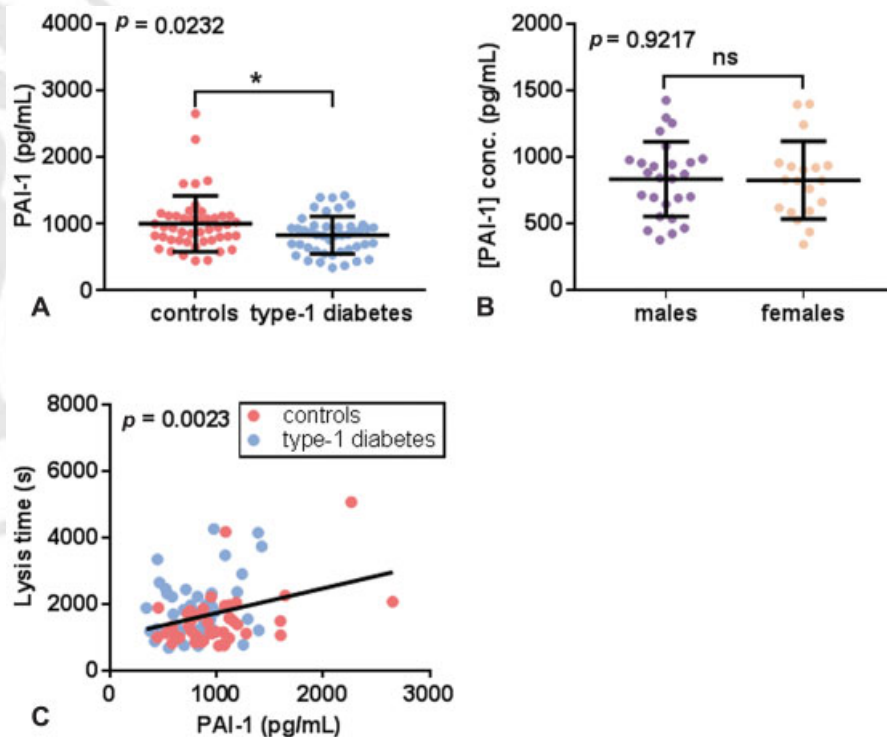 p = 0.0232
*
PAI-1 (pg/mL)
4000
3000
2000
1000
0
controls type-1 diabetes
A
p = 0.9217
ns
[PAI-1] conc. (pg/mL)
2000
1500
1000
500
0
males females
B
p = 0.0023
controls
type-1 diabetes
Lysis time (s)
8000
6000
4000
2000
0
0 1000 2000 3000
PAI-1 (pg/mL)
C